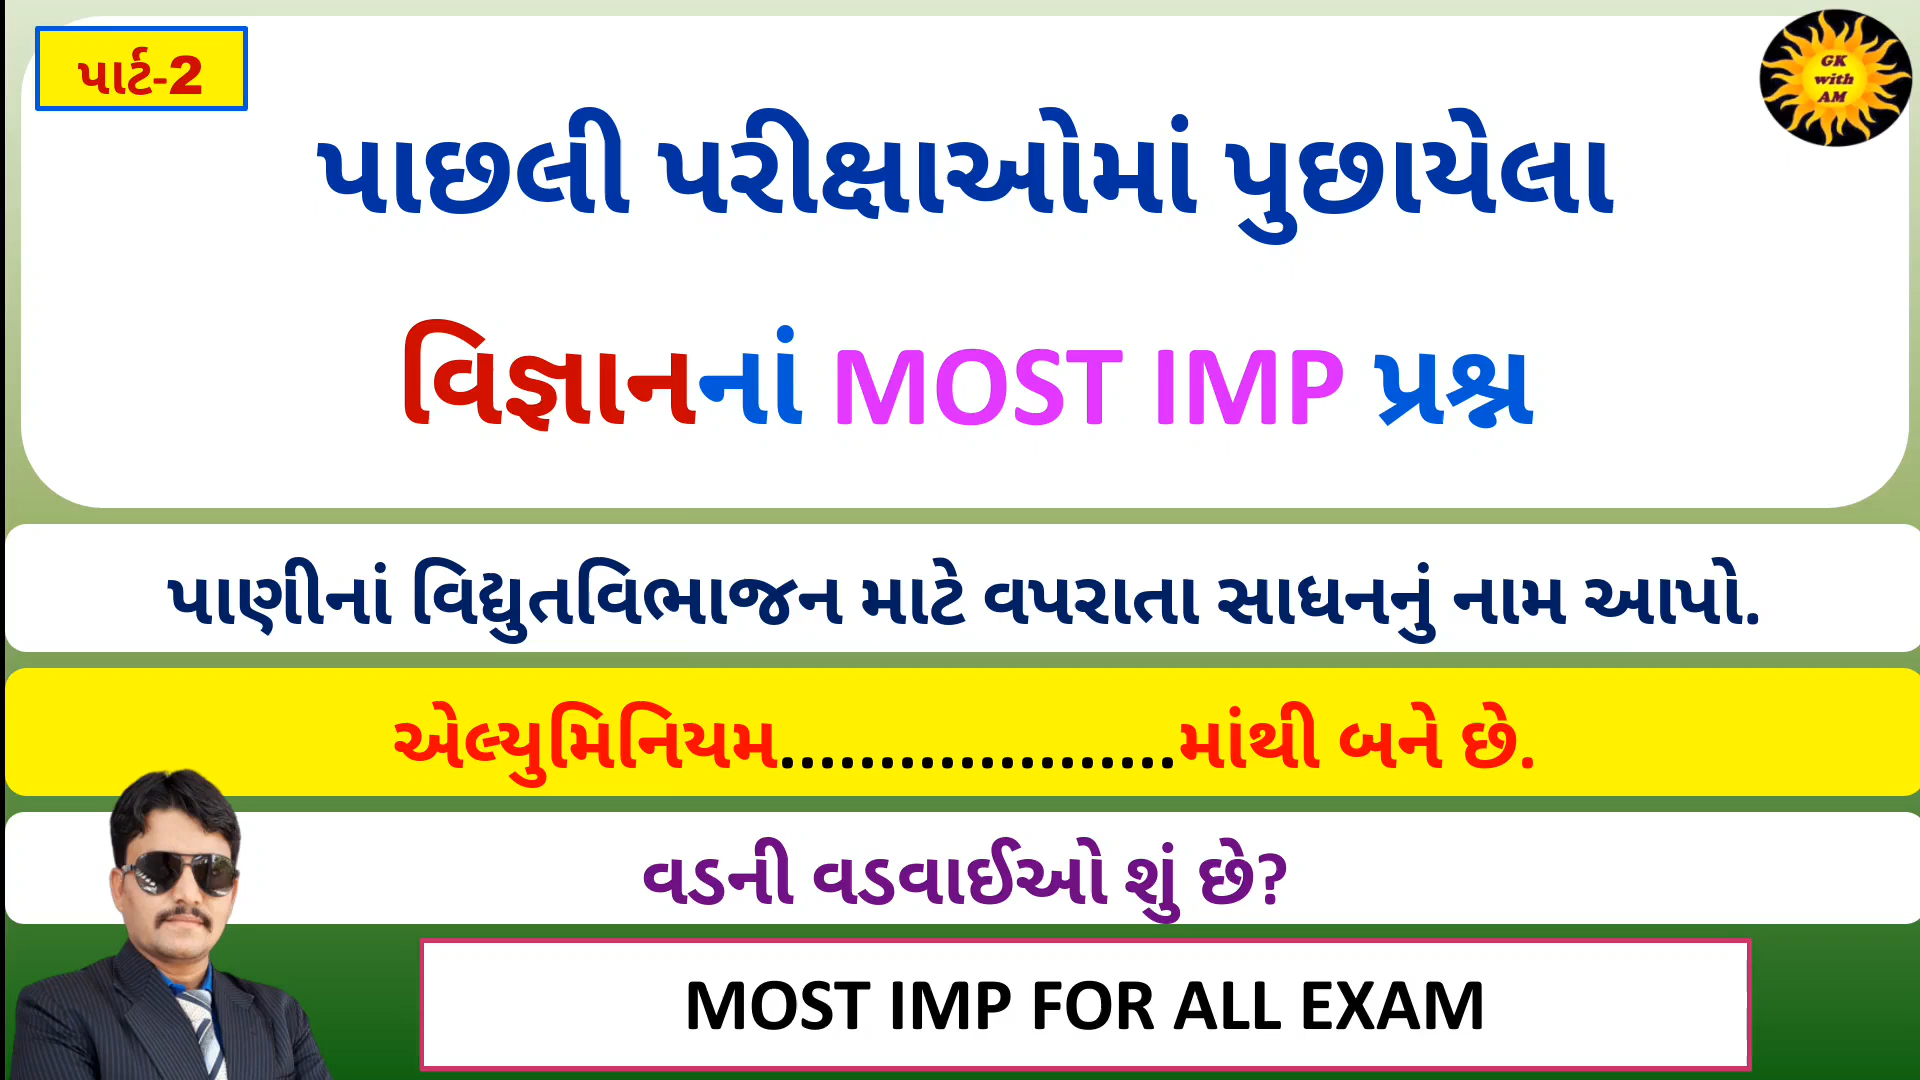 પાર્ટ-2
GK
with
AM
પાછલી પરીક્ષાઓમાં પુછાયેલા
વિજ્ઞાનનાં MOST IMP પ્રશ્ન
પાણીનાં વિદ્યુતવિભાજન માટે વપરાતા સાધનનું નામ આપો.
એલ્યુમિનિયમ....................માંથી બને છે.
વડની વડવાઈઓ શું છે?
MOST IMP FOR ALL EXAM